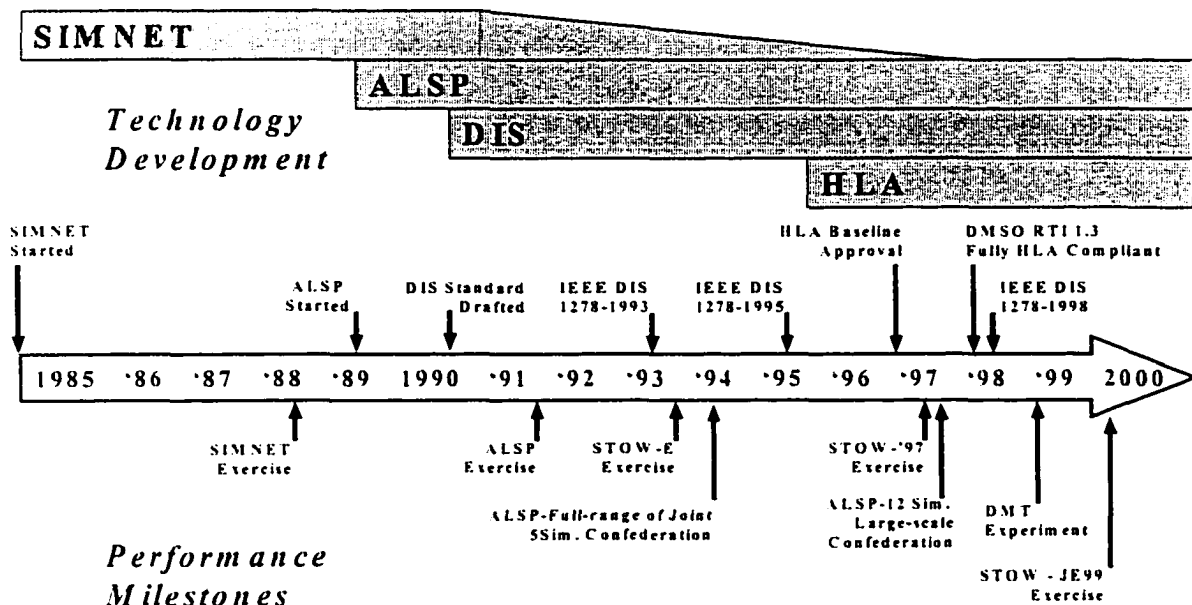 SIMNET
ALSP
DIS
HLA
Technology
Development
SIMNET
Started
ALSP
Started
DIS Standard
Drafted
IEEE DIS
1278-1993
IEEE DIS
1278-1995
HLA Baseline
Approval
DMSO RTI 1.3
Fully HLA Compliant
IEEE DIS
1278-1998
1985 '86 '87 '88 '89 1990 '91 '92 '93 '94 '95 '96 '97 '98 '99 2000
SIMNET
Exercise
ALSP
Exercise
STOW-E
Exercise
ALSP-Full-range of Joint
5Sim. Confederation
STOW-'97
Exercise
ALSP-12 Sim.
Large-scale
Confederation
DMT
Experiment
STOW - JE99
Exercise
Performance
Milestones